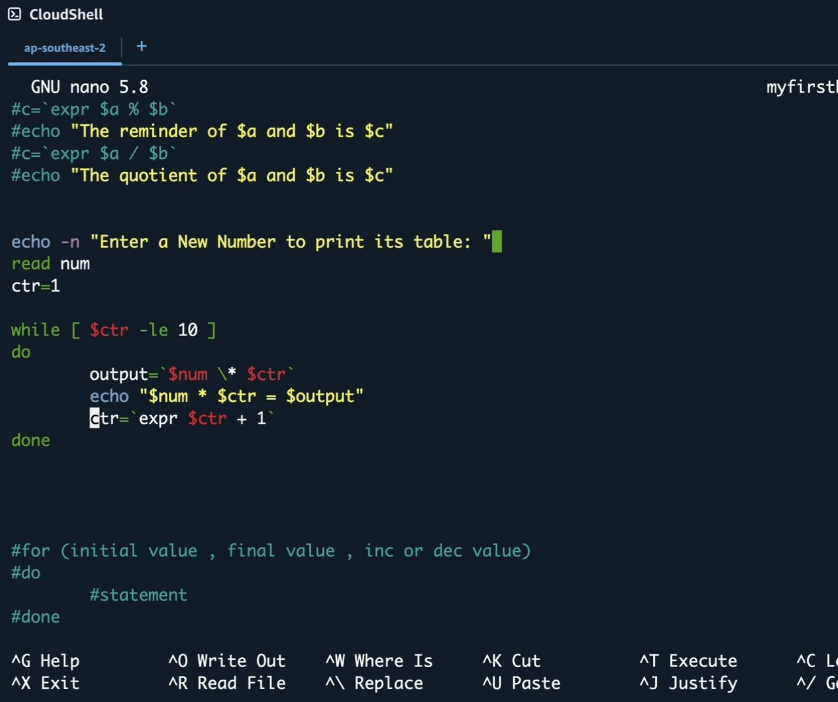 CloudShell
ap-southeast-2 +
GNU nano 5.8
#c=`expr $a % $b`
#echo "The reminder of $a and $b is $c"
#c=`expr $a / $b`
#echo "The quotient of $a and $b is $c"
echo -n "Enter a New Number to print its table: "
read num
ctr=1
while [ $ctr -le 10 ]
do
output=`$num \* $ctr`
echo "$num * $ctr = $output"
ctr=`expr $ctr + 1`
done
#for (initial value , final value , inc or dec value)
#do
#statement
#done
^G Help ^O Write Out ^W Where Is ^K Cut ^T Execute ^C
^X Exit ^R Read File ^\ Replace ^U Paste ^J Justify ^/